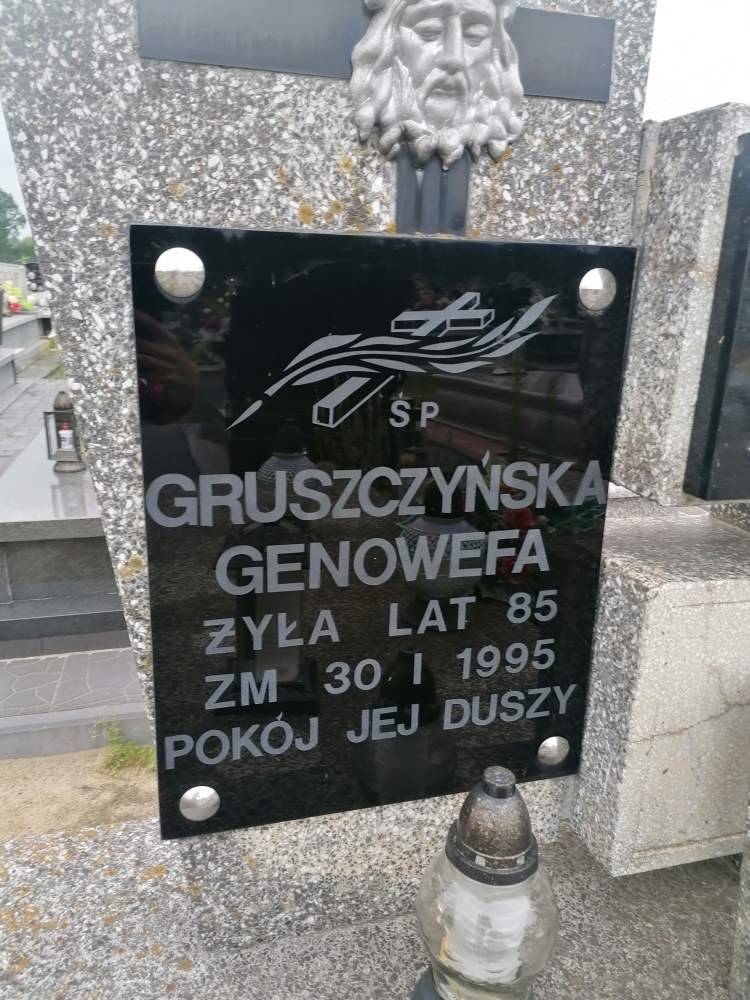 ŚP
GRUSZCZYŃSKA
GENOWEFA
ŻYŁA LAT 85
ZM 30 I 1995
POKÓJ JEJ DUSZY